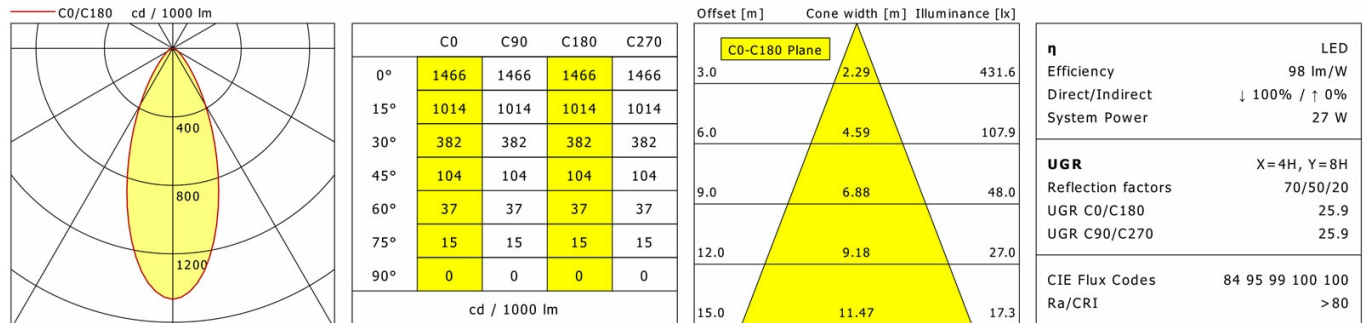 C0/C180 cd / 1000 lm
400
800
1200
C0 C90 C180 C270
0° 1466 1466 1466 1466
15° 1014 1014 1014 1014
30° 382 382 382 382
45° 104 104 104 104
60° 37 37 37 37
75° 15 15 15 15
90° 0 0 0 0
cd / 1000 lm
Offset [m] Cone width [m] Illuminance [lx]
C0-C180 Plane
3.0 2.29 431.6
6.0 4.59 107.9
9.0 6.88 48.0
12.0 9.18 27.0
15.0 11.47 17.3
η LED
Efficiency 98 lm/W
Direct/Indirect ↓ 100% / ↑ 0%
System Power 27 W
UGR X=4H, Y=8H
Reflection factors 70/50/20
UGR C0/C180 25.9
UGR C90/C270 25.9
CIE Flux Codes 84 95 99 100 100
Ra/CRI >80